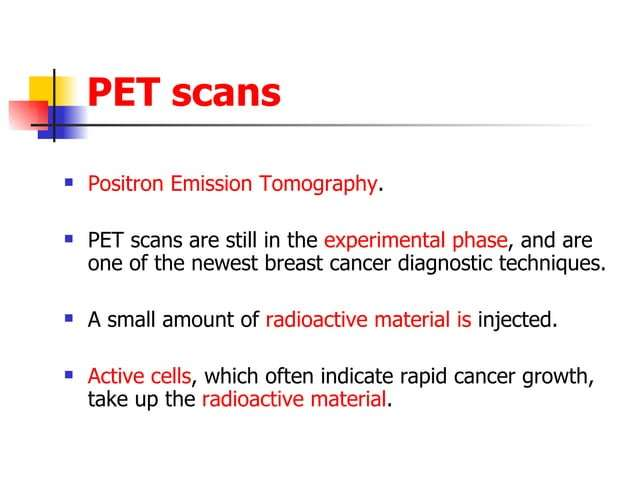 PET scans
Positron Emission Tomography.
PET scans are still in the experimental phase, and are
one of the newest breast cancer diagnostic techniques.
A small amount of radioactive material is injected.
Active cells, which often indicate rapid cancer growth,
take up the radioactive material.